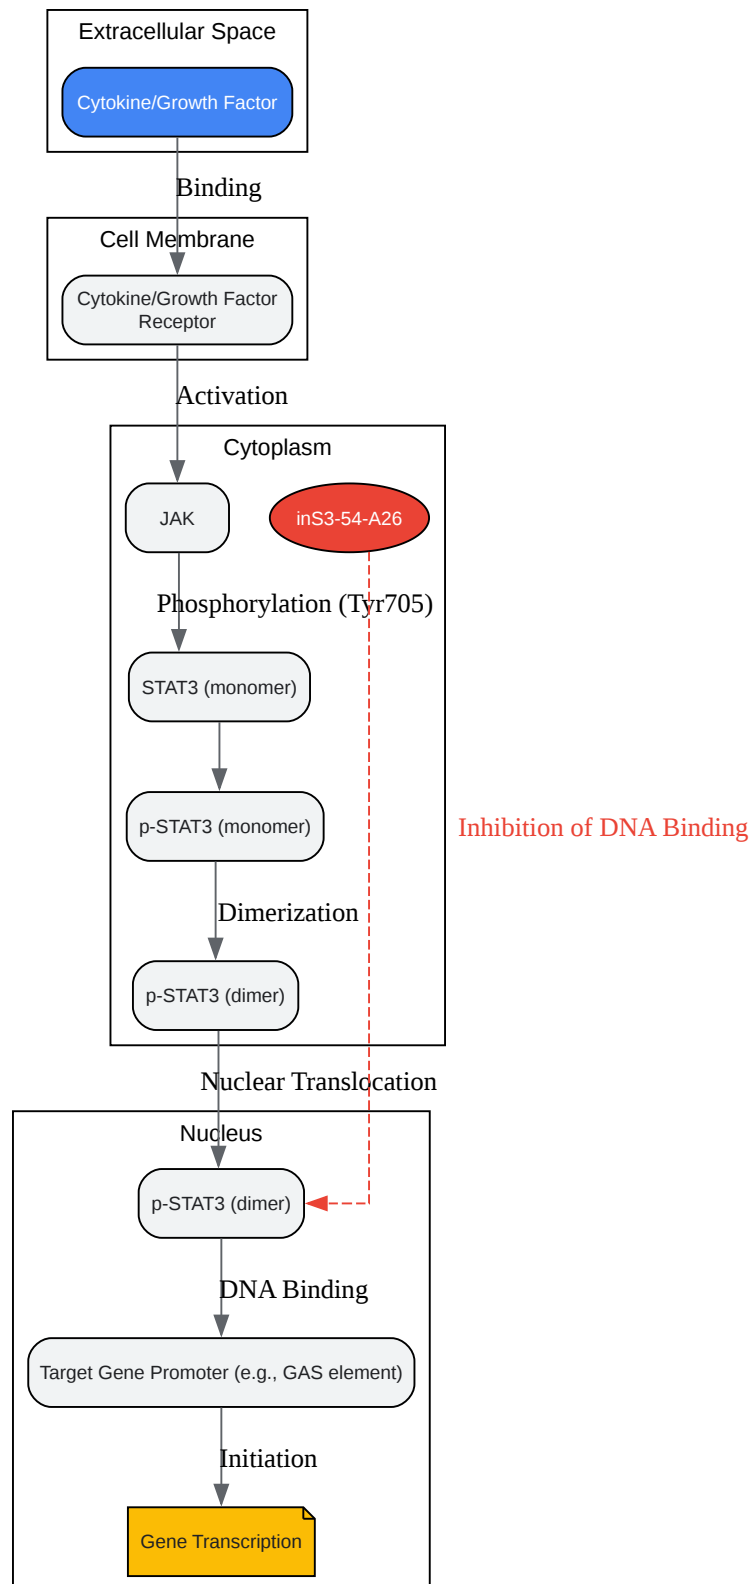 Extracellular Space
Cytokine/Growth Factor
Binding
Cell Membrane
Cytokine/Growth Factor
Receptor
Activation
Cytoplasm
JAK
inS3-54-A26
Phosphorylation (Tyr705)
STAT3 (monomer)
p-STAT3 (monomer)
Inhibition of DNA Binding
Dimerization
p-STAT3 (dimer)
Nuclear Translocation
Nucleus
p-STAT3 (dimer)
DNA Binding
Target Gene Promoter (e.g., GAS element)
Initiation
Gene Transcription